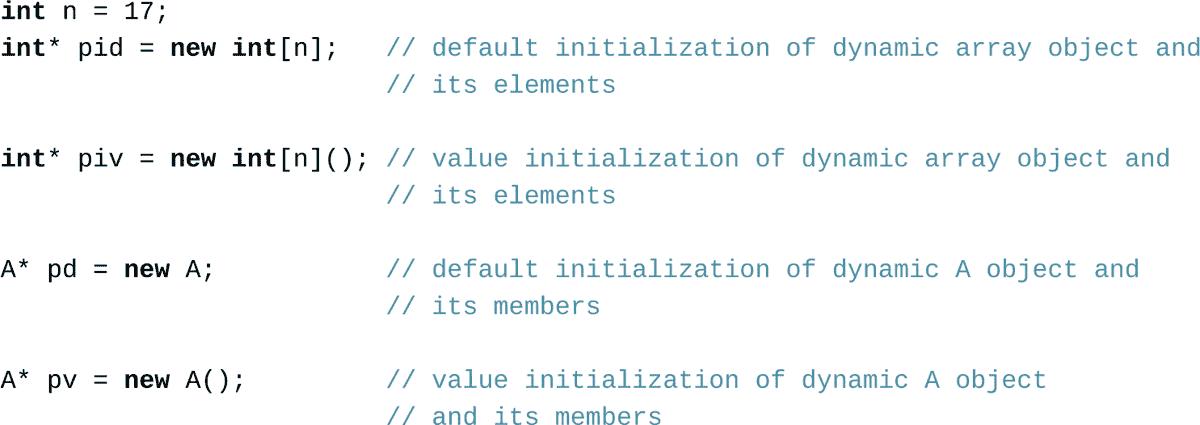 int n = 17;
int* pid = new int[n];   // default initialization of dynamic array object and
                         // its elements
int* piv = new int[n](); // value initialization of dynamic array object and
                         // its elements
A* pd = new A;           // default initialization of dynamic A object and
                         // its members
A* pv = new A();         // value initialization of dynamic A object
                         // and its members